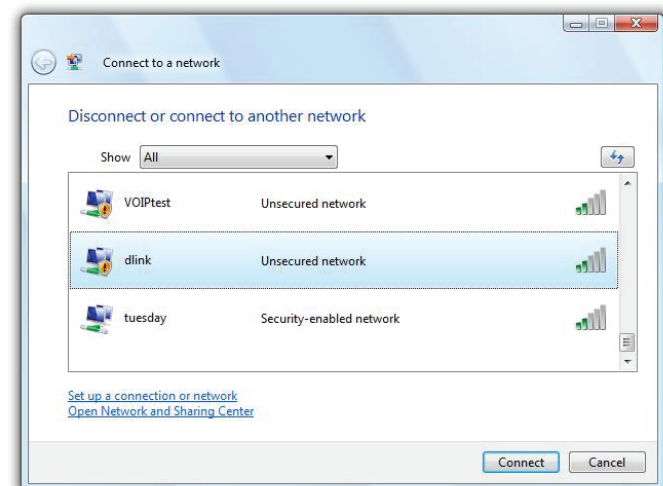 Connect to a network
Disconnect or connect to another network
Show All
VOIPtest Unsecured network
dlink Unsecured network
tuesday Security-enabled network
Set up a connection or network
Open Network and Sharing Center
Connect Cancel